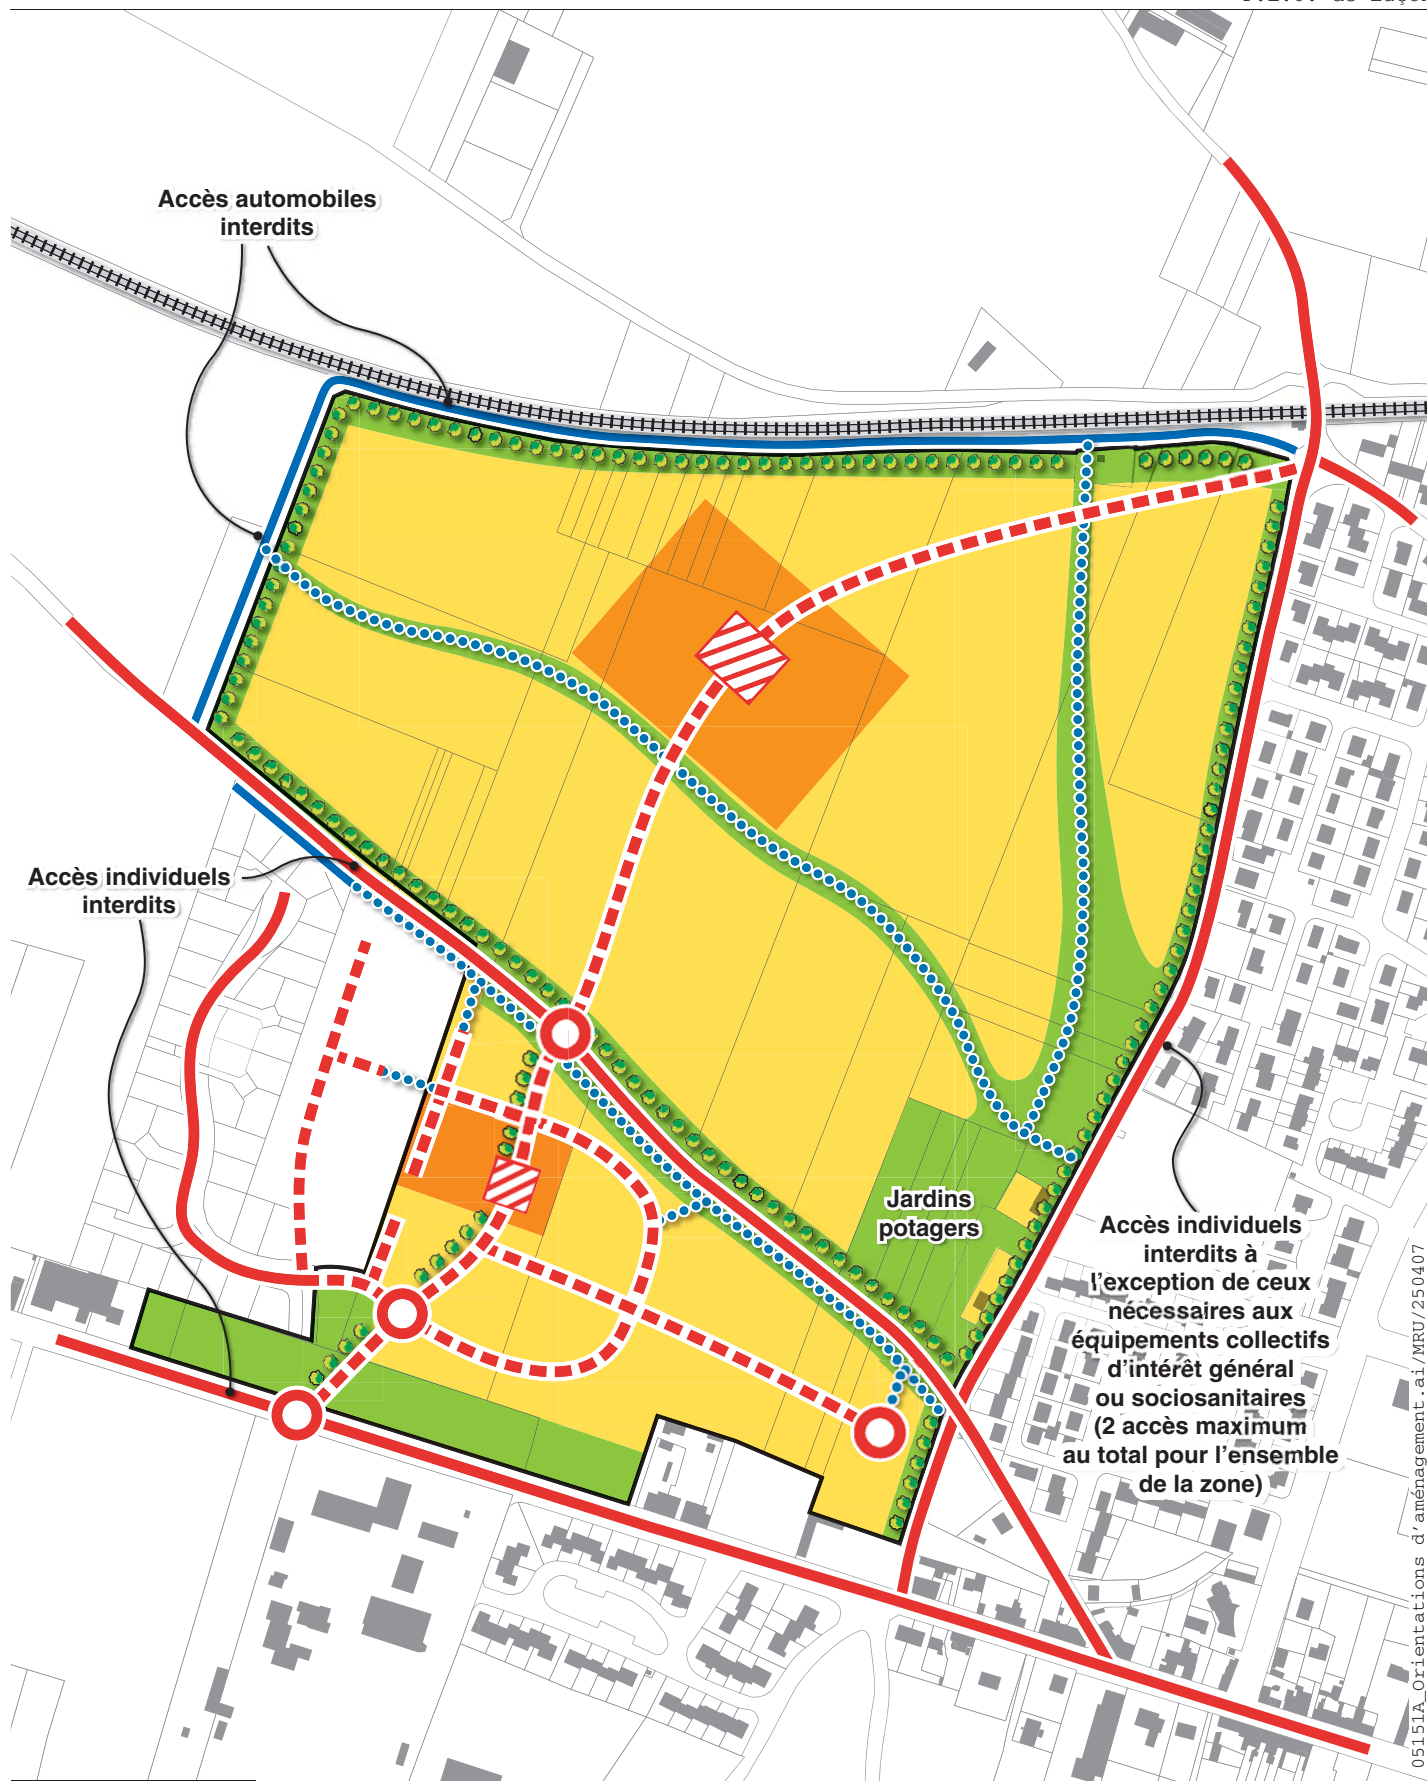 Accès automobiles
interdits
Accès individuels
interdits
Jardins
potagers
Accès individuels
interdits à
l'exception de ceux
nécessaires aux
équipements collectifs
d'intérêt général
ou sociosanitaires
(2 accès maximum
au total pour l'ensemble
de la zone)
05151A_Orientations d'aménagement.ai/MRU/250407